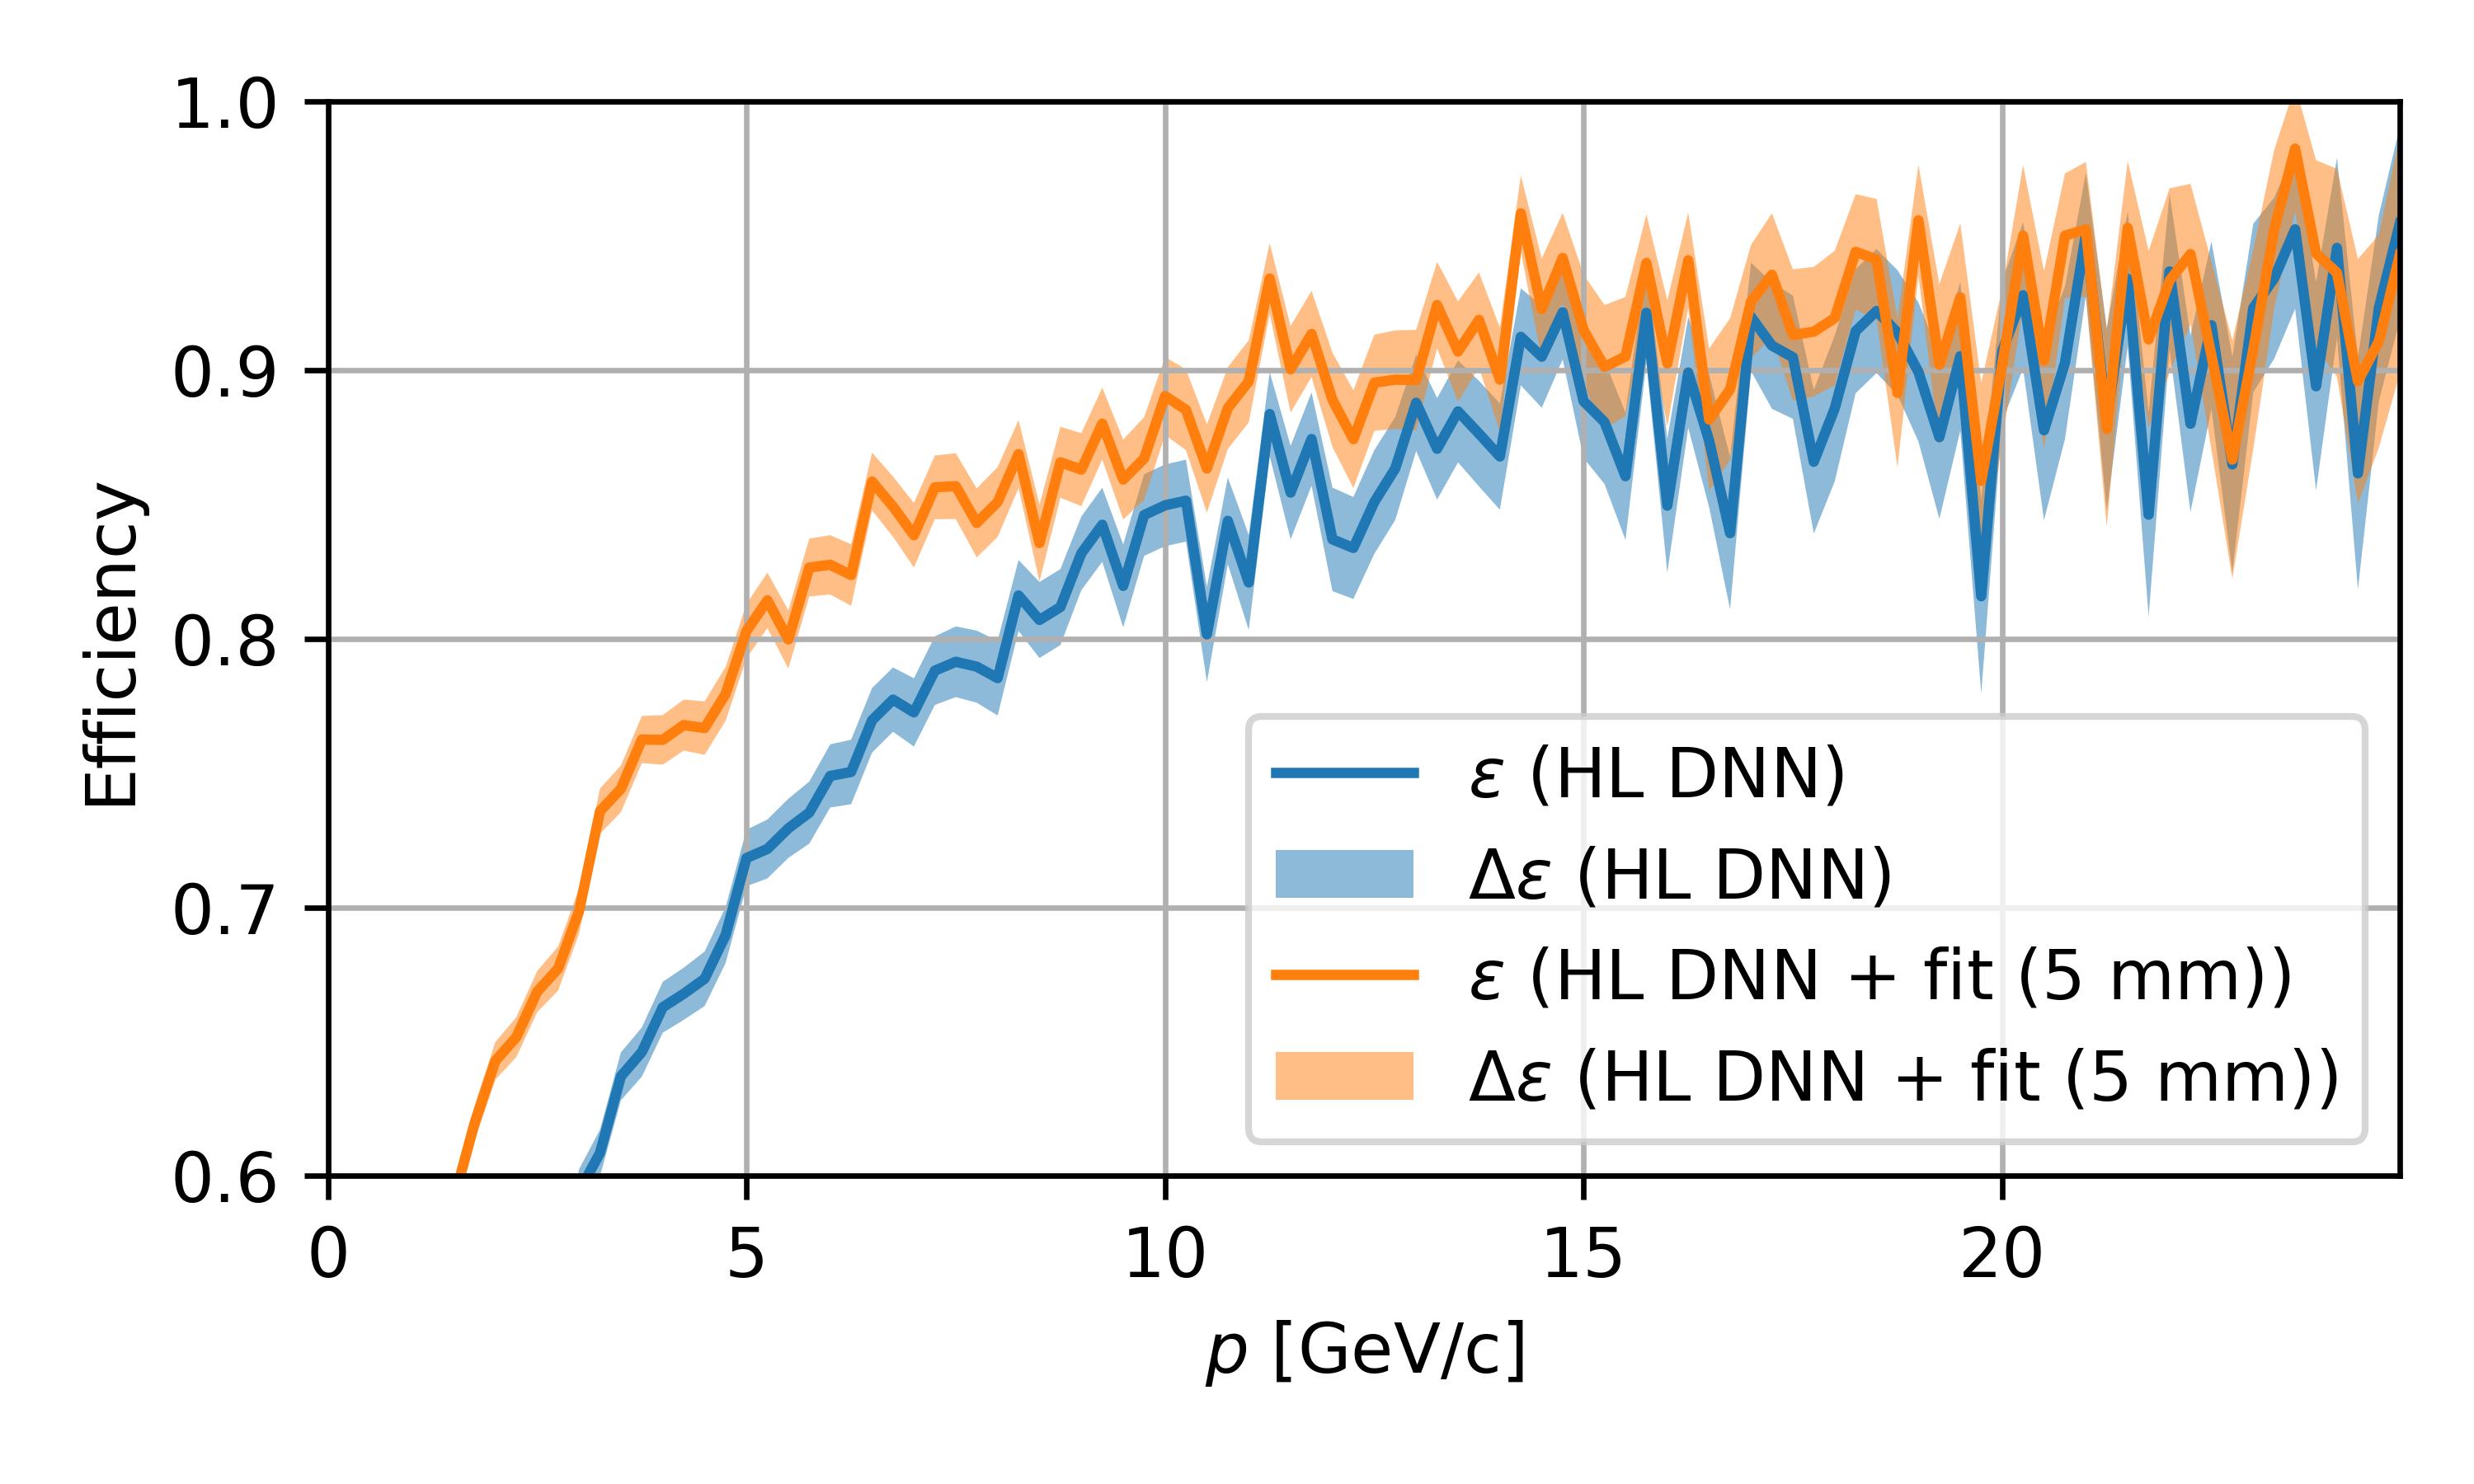 1.0
0.9
0.8
0.7
0.6
Efficiency
ε (HL DNN)
Δε (HL DNN)
ε (HL DNN + fit (5 mm))
Δε (HL DNN + fit (5 mm))
0 5 10 15 20
p [GeV/c]